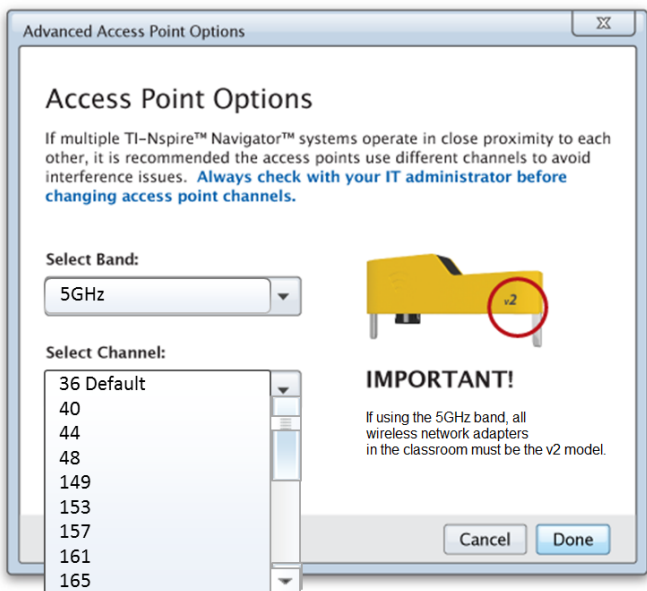 Advanced Access Point Options
Access Point Options
If multiple TI-Nspire™ Navigator™ systems operate in close proximity to each
other, it is recommended the access points use different channels to avoid
interference issues. Always check with your IT administrator before
changing access point channels.
Select Band:
5GHz
v2
Select Channel:
36 Default
40
44
48
149
153
157
161
165
IMPORTANT!
If using the 5GHz band, all
wireless network adapters
in the classroom must be the v2 model.
Cancel
Done